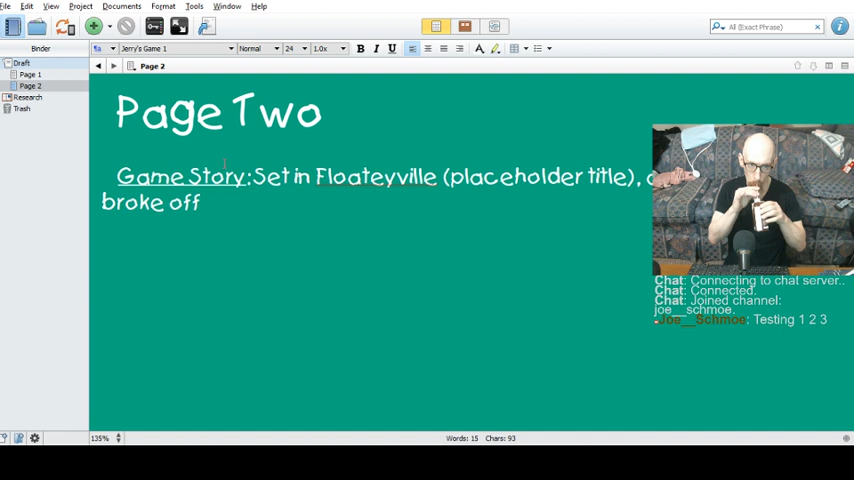 File Edit View Project Documents Tools Window Help
All (Exact Phrase)
Binder
¶a Jerry's Game 1 Normal 24 1.0x B I U
Draft
Page 1
Page 2
Research
Trash
Page 2
Page Two
Game Story:Set in Floateyville (placeholder title),
broke off
Chat: Connecting to chat server..
Chat: Connected.
Chat: Joined channel:
joe__schmoe.
Joe__Schmoe: Testing 1 2 3
135% Words: 15 Chars: 93